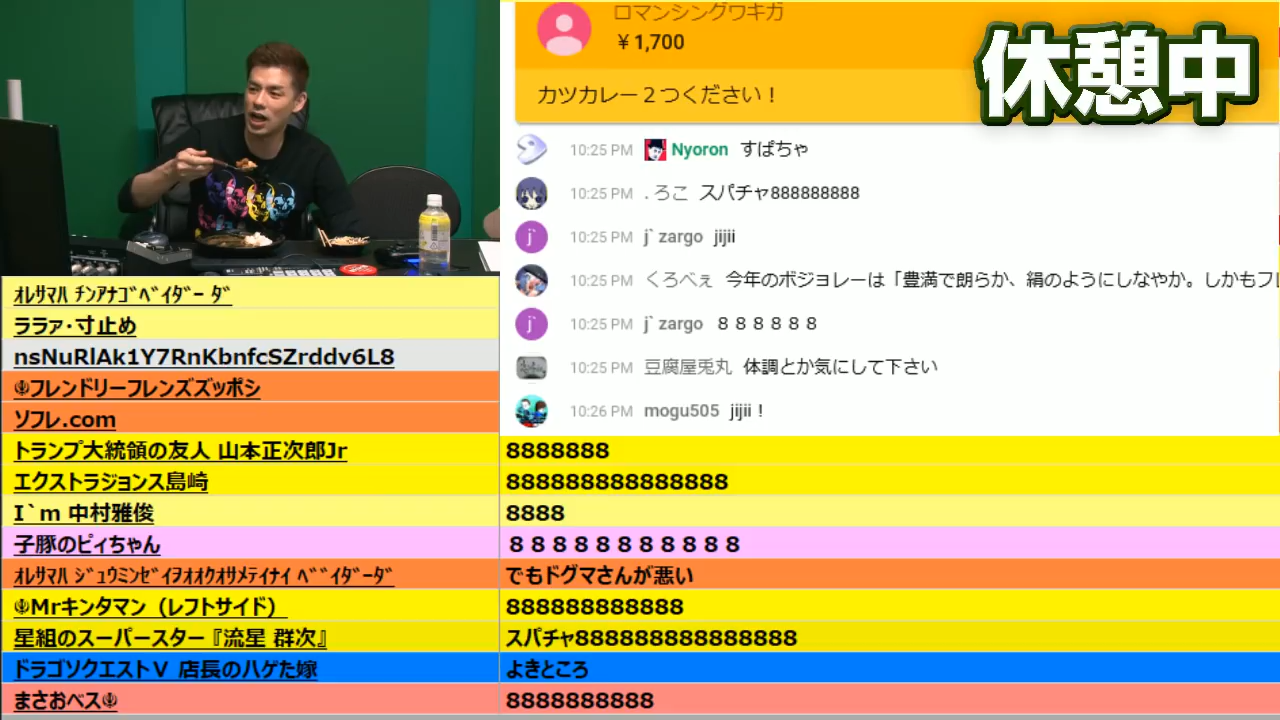 ロマンシングワキガ
￥1,700
カツカレー２つください！
休憩中
10:25 PM Nyoron すぱちゃ
10:25 PM . ろこ スパチャ888888888
j` 10:25 PM j` zargo jijii
10:25 PM くろべぇ 今年のボジョレーは「豊満で朗らか、絹のようにしなやか。しかもフレ
j` 10:25 PM j` zargo ８８８８８８
10:25 PM 豆腐屋兎丸 体調とか気にして下さい
10:26 PM mogu505 jijii！
ｵﾚｻﾏﾊ ﾁﾝｱﾅｺﾞﾍﾞｲﾀﾞｰ ﾀﾞ
ララァ・寸止め
nsNuRlAk1Y7RnKbnfcSZrddv6L8
☬フレンドリーフレンズズッポシ
ソフレ.com
トランプ大統領の友人 山本正次郎Jr 8888888
エクストラジョンス島崎 888888888888888
I`m 中村雅俊 8888
子豚のピィちゃん ８８８８８８８８８８８
ｵﾚｻﾏﾊ ｼﾞｭｳﾐﾝｾﾞｲｦｵｵｸｵｻﾒﾃｲﾅｲ ﾍﾞﾞｲﾀﾞｰﾀﾞ でもドグマさんが悪い
☬Mrキンタマン（レフトサイド） 888888888888
星組のスーパースター『流星 群次』 スパチャ888888888888888
ドラゴソクエストＶ 店長のハゲた嫁 よきところ
まさおベス☬ 8888888888